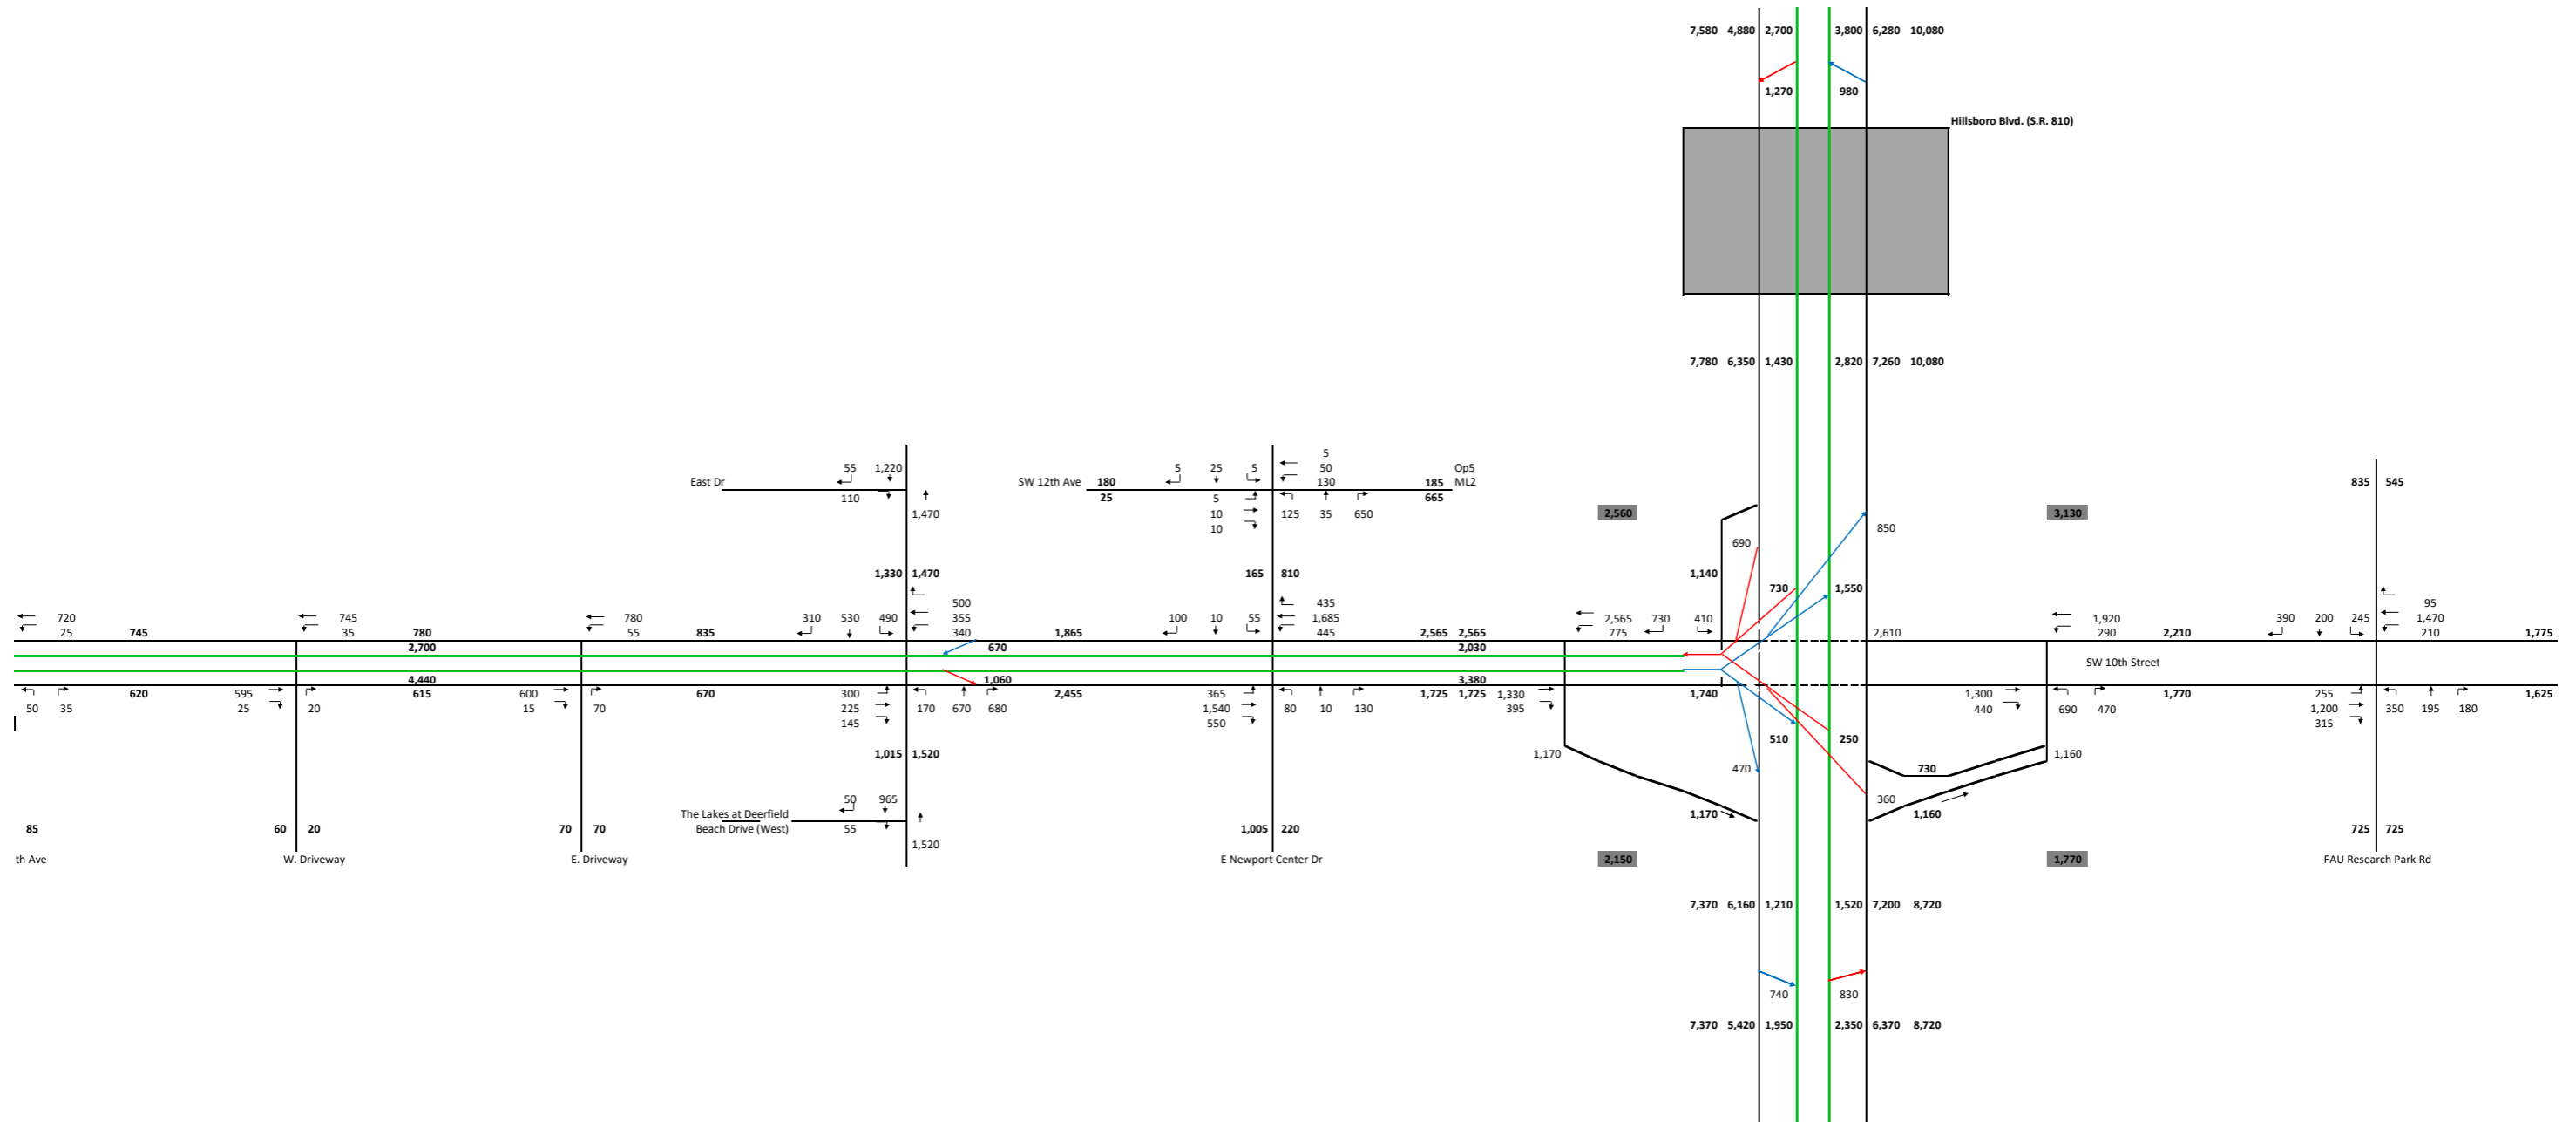 7,580 4,880 2,700 3,800 6,280 10,080
1,270 980
Hillsboro Blvd. (S.R. 810)
7,780 6,350 1,430 2,820 7,260 10,080
5
55 1,220 5 25 5 50 Op5
East Dr SW 12th Ave 180 130 185 ML2 835 545
110 25 5 665
1,470 10 125 35 650 2,560 3,130
10 850
690
1,330 1,470 165 810 1,140
730 1,550
500 435 95
720 745 780 310 530 490 355 100 10 55 1,685 2,565 730 410 1,920 390 200 245 1,470
25 745 35 780 55 835 340 1,865 445 2,565 2,565 775 2,610 290 2,210 210 1,775
2,700 670 2,030
SW 10th Street
4,440 1,060 3,380
620 595 615 600 670 300 2,455 365 1,725 1,725 1,330 1,740 1,300 1,770 255 1,625
50 35 25 20 15 70 225 170 670 680 1,540 80 10 130 395 440 690 470 1,200 350 195 180
145 550 315
510 250
1,015 1,520 1,170 1,160
470 730
50 965 360
The Lakes at Deerfield
Beach Drive (West) 55 1,170 1,160
85 60 20 70 70 1,005 220 725 725
1,520
th Ave W. Driveway E. Driveway E Newport Center Dr 2,150 1,770 FAU Research Park Rd
7,370 6,160 1,210 1,520 7,200 8,720
740 830
7,370 5,420 1,950 2,350 6,370 8,720